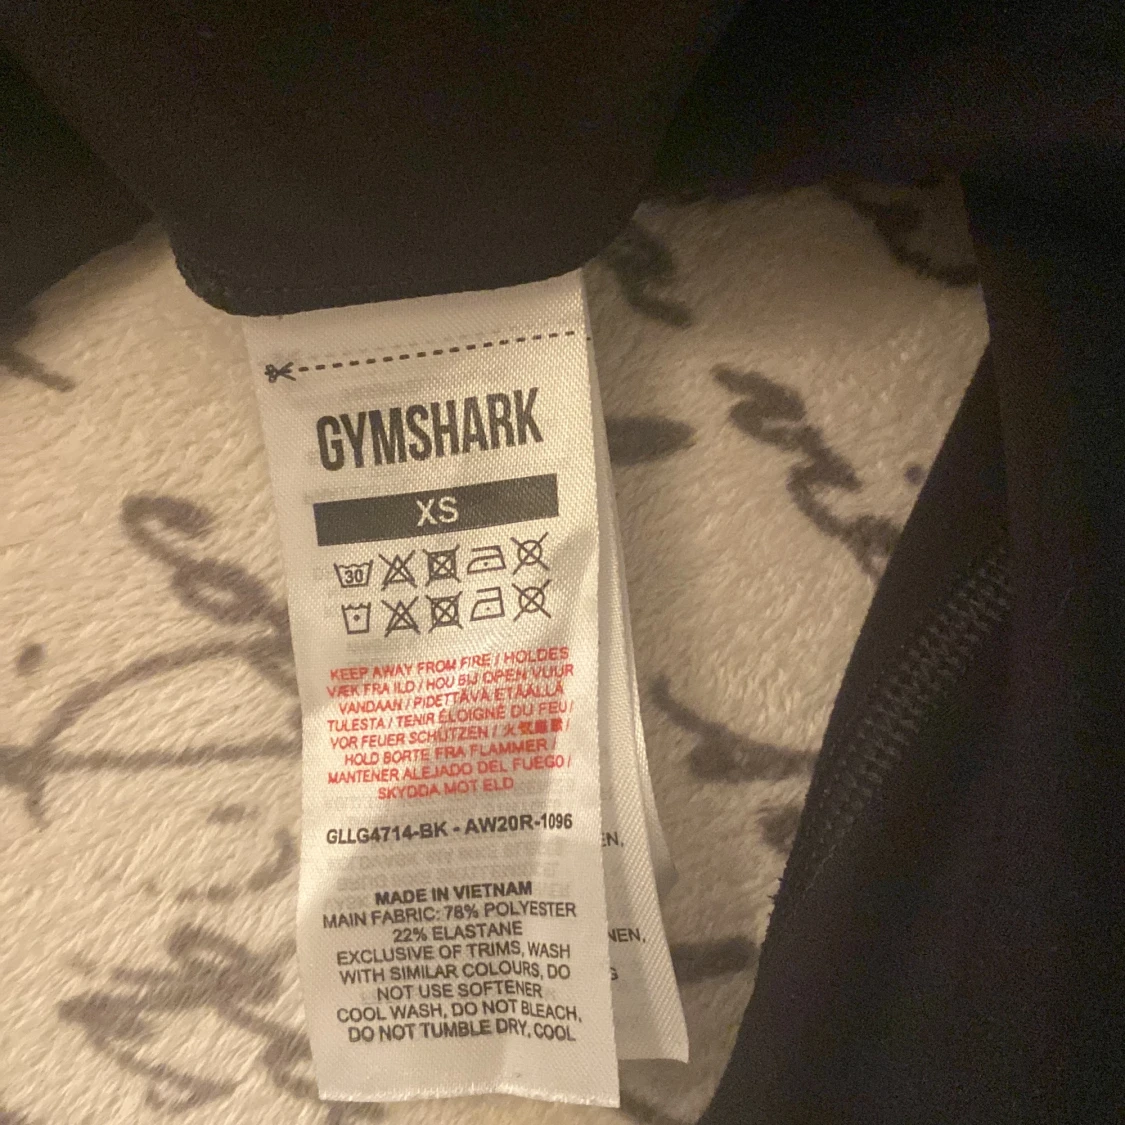 GYMSHARK
XS
30
KEEP AWAY FROM FIRE / HOLDES
VÆK FRA ILD / HOU BIJ OPEN VUUR
VANDAAN / PIDETTÄVÄ ETÄÄLLÄ
TULESTA / TENIR ÉLOIGNÉ DU FEU /
VOR FEUER SCHÜTZEN / 火気厳禁 /
HOLD BORTE FRA FLAMMER /
MANTENER ALEJADO DEL FUEGO /
SKYDDA MOT ELD
GLLG4714-BK - AW20R-1096
MADE IN VIETNAM
MAIN FABRIC: 78% POLYESTER
22% ELASTANE
EXCLUSIVE OF TRIMS, WASH
WITH SIMILAR COLOURS, DO
NOT USE SOFTENER
COOL WASH, DO NOT BLEACH,
DO NOT TUMBLE DRY, COOL